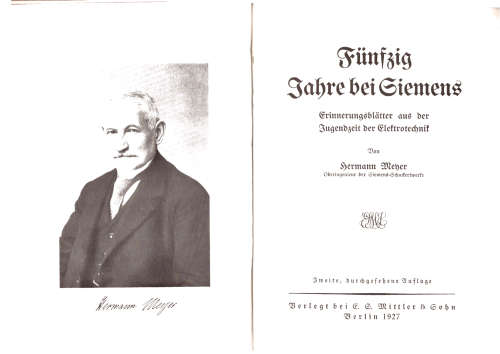 Hermann Meyer
Fünfzig
Jahre bei Siemens
Erinnerungsblätter aus der
Jugendzeit der Elektrotechnik
Von
Hermann Meyer
Oberingenieur der Siemens-Schuckertwerke
Zweite, durchgesehene Auflage
Verlegt bei E. S. Mittler & Sohn
Berlin 1927